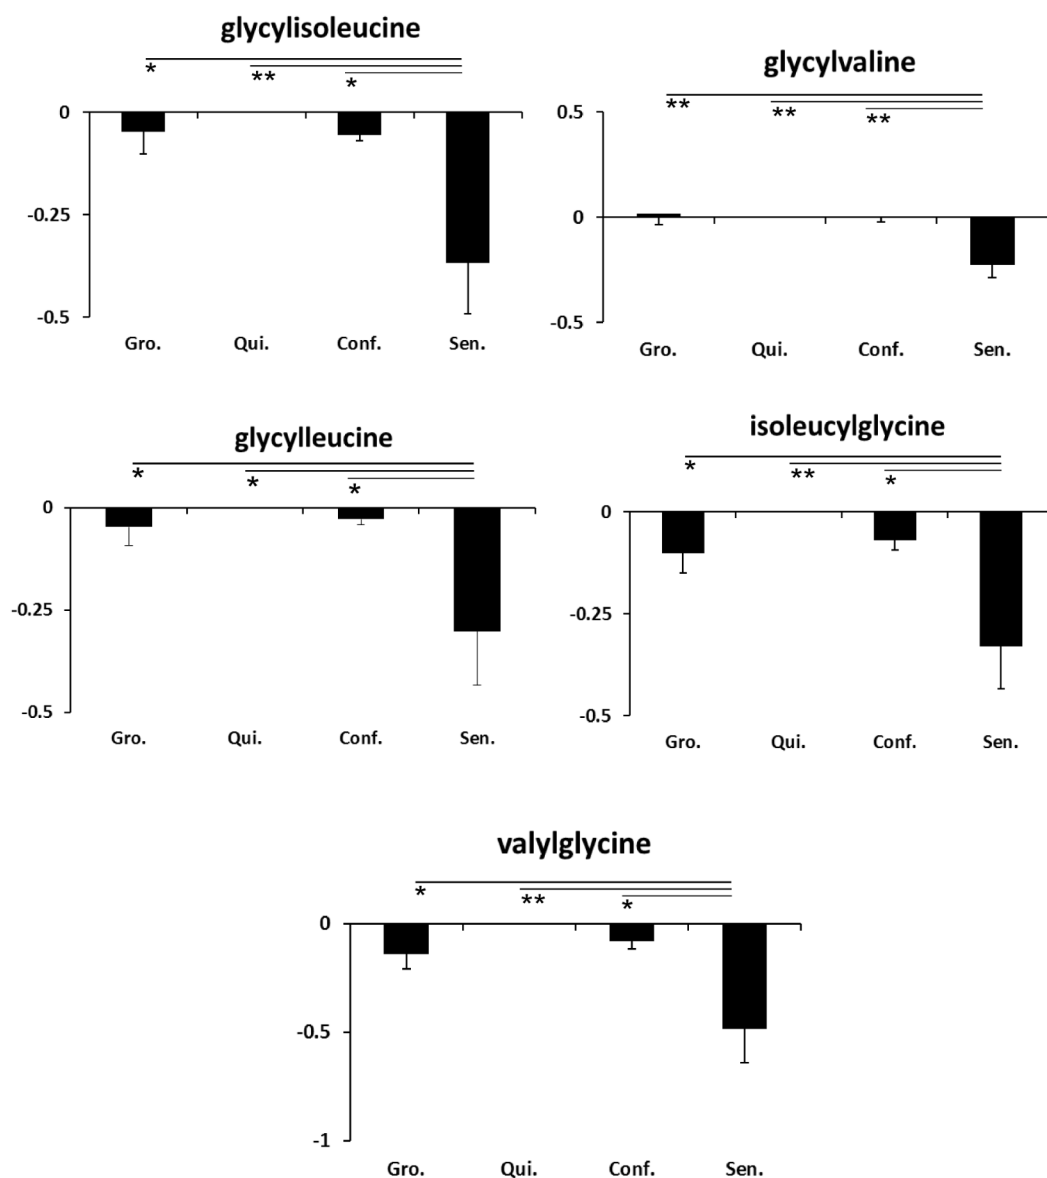 glycylisoleucine
* ** *
0
-0.25
-0.5
Gro. Qui. Conf. Sen.
glycylvaline
** ** **
0.5
0
-0.5
Gro. Qui. Conf. Sen.
glycylleucine
* * *
0
-0.25
-0.5
Gro. Qui. Conf. Sen.
isoleucylglycine
* ** *
0
-0.25
-0.5
Gro. Qui. Conf. Sen.
valylglycine
* ** *
0
-0.5
-1
Gro. Qui. Conf. Sen.